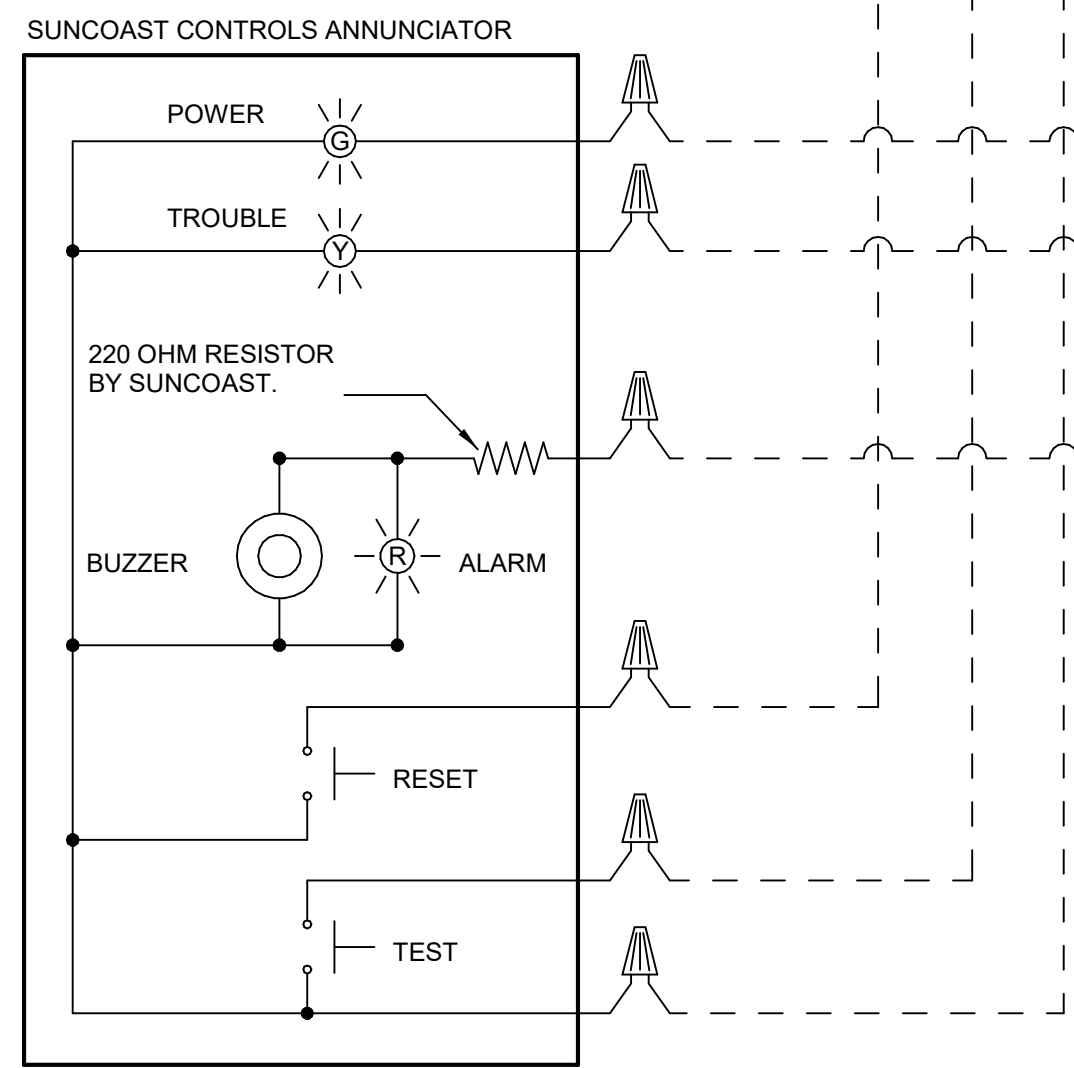 SUNCOAST CONTROLS ANNUNCIATOR
POWER
G
TROUBLE
Y
220 OHM RESISTOR
BY SUNCOAST.
BUZZER
R
ALARM
RESET
TEST